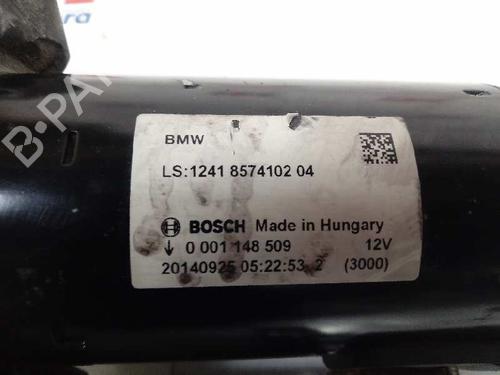 BMW
LS:1241 8574102 04
BOSCH Made in Hungary
0 001 148 509 12V
20140925 05:22:53 2 (3000)